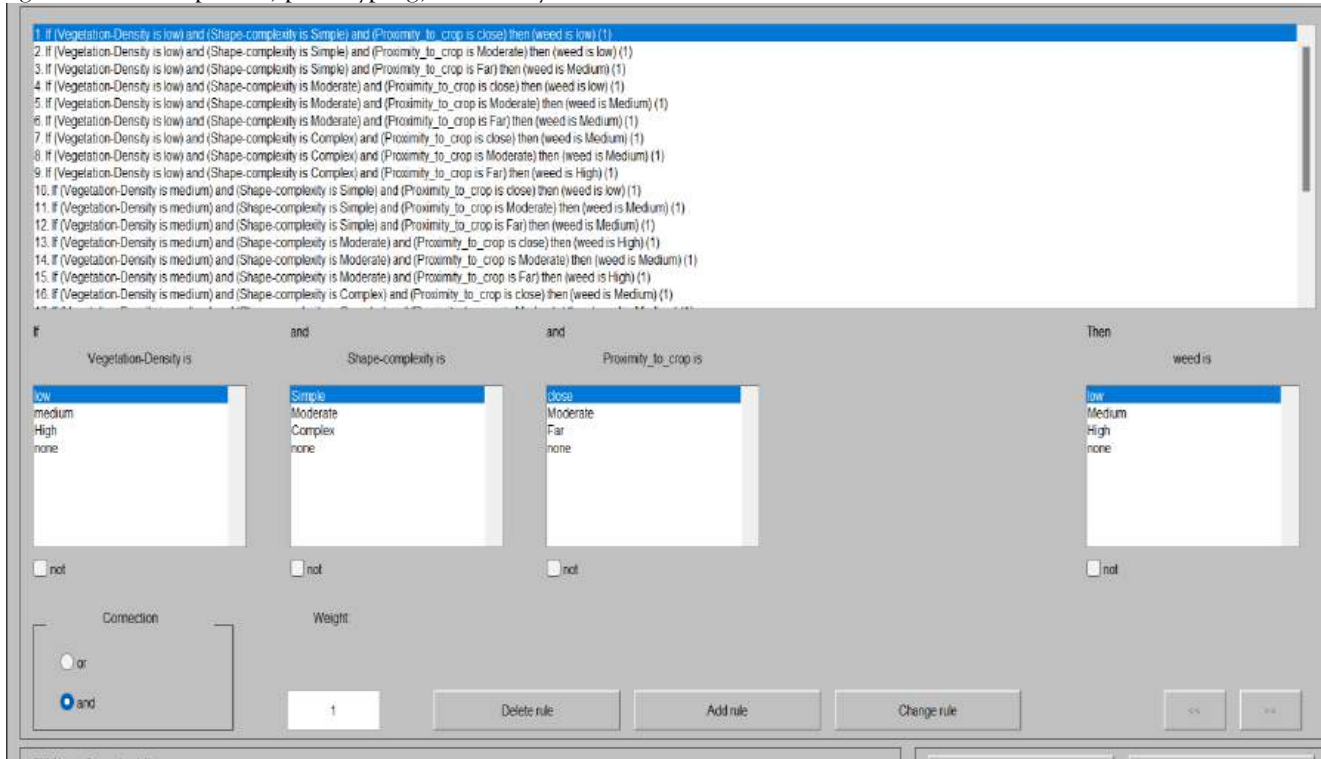 1. If (Vegetation-Density is low) and (Shape-complexity is Simple) and (Proximity_to_crop is close) then (weed is low) (1)
2. If (Vegetation-Density is low) and (Shape-complexity is Simple) and (Proximity_to_crop is Moderate) then (weed is low) (1)
3. If (Vegetation-Density is low) and (Shape-complexity is Simple) and (Proximity_to_crop is Far) then (weed is Medium) (1)
4. If (Vegetation-Density is low) and (Shape-complexity is Moderate) and (Proximity_to_crop is close) then (weed is low) (1)
5. If (Vegetation-Density is low) and (Shape-complexity is Moderate) and (Proximity_to_crop is Moderate) then (weed is Medium) (1)
6. If (Vegetation-Density is low) and (Shape-complexity is Moderate) and (Proximity_to_crop is Far) then (weed is Medium) (1)
7. If (Vegetation-Density is low) and (Shape-complexity is Complex) and (Proximity_to_crop is close) then (weed is Medium) (1)
8. If (Vegetation-Density is low) and (Shape-complexity is Complex) and (Proximity_to_crop is Moderate) then (weed is Medium) (1)
9. If (Vegetation-Density is low) and (Shape-complexity is Complex) and (Proximity_to_crop is Far) then (weed is High) (1)
10. If (Vegetation-Density is medium) and (Shape-complexity is Simple) and (Proximity_to_crop is close) then (weed is low) (1)
11. If (Vegetation-Density is medium) and (Shape-complexity is Simple) and (Proximity_to_crop is Moderate) then (weed is Medium) (1)
12. If (Vegetation-Density is medium) and (Shape-complexity is Simple) and (Proximity_to_crop is Far) then (weed is Medium) (1)
13. If (Vegetation-Density is medium) and (Shape-complexity is Moderate) and (Proximity_to_crop is close) then (weed is High) (1)
14. If (Vegetation-Density is medium) and (Shape-complexity is Moderate) and (Proximity_to_crop is Moderate) then (weed is Medium) (1)
15. If (Vegetation-Density is medium) and (Shape-complexity is Moderate) and (Proximity_to_crop is Far) then (weed is High) (1)
16. If (Vegetation-Density is medium) and (Shape-complexity is Complex) and (Proximity_to_crop is close) then (weed is Medium) (1)
If and and Then
Vegetation-Density is Shape-complexity is Proximity_to_crop is weed is
low Simple close low
medium Moderate Moderate Medium
High Complex Far High
none none none none
not not not not
Connection Weight
or
and 1 Delete rule Add rule Change rule << >>